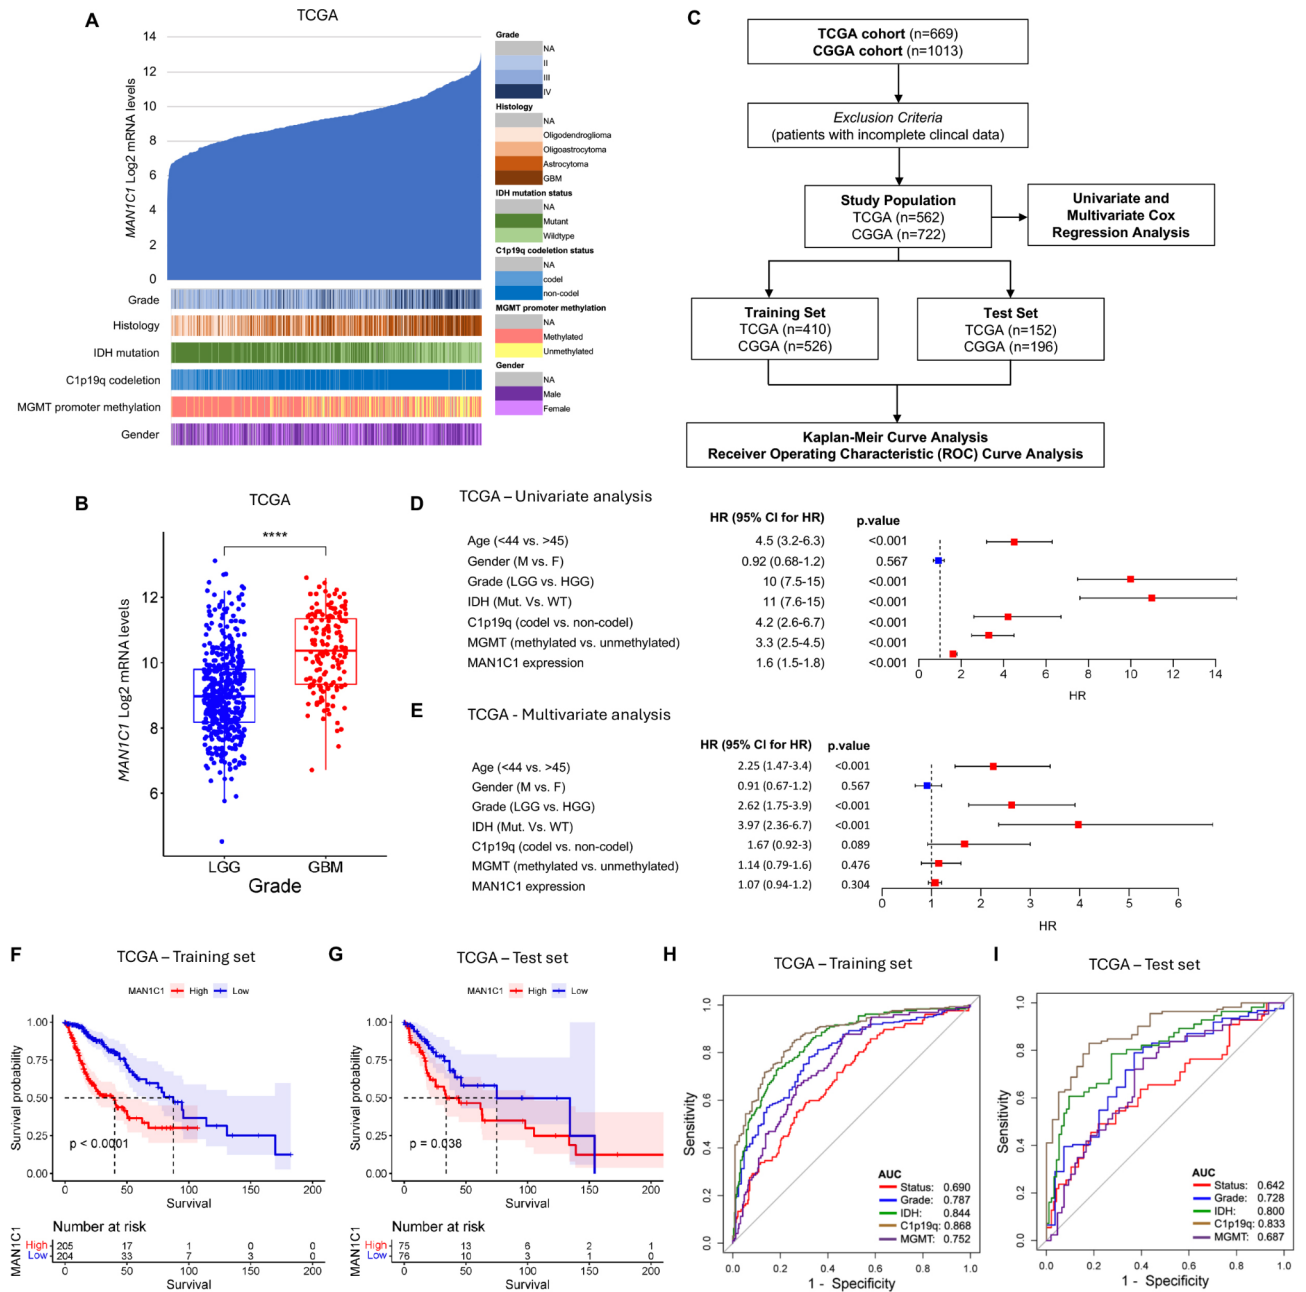 A
TCGA
MAN1C1 Log2 mRNA levels
14
12
10
8
6
4
2
0
Grade
Histology
IDH mutation
C1p19q codeletion
MGMT promoter methylation
Gender
Grade
NA
II
III
IV
Histology
NA
Oligodendroglioma
Oligoastrocytoma
Astrocytoma
GBM
IDH mutation status
NA
Mutant
Wildtype
C1p19q codeletion status
NA
codel
non-codel
MGMT promoter methylation
NA
Methylated
Unmethylated
Gender
NA
Male
Female
C
TCGA cohort (n=669)
CGGA cohort (n=1013)
Exclusion Criteria
(patients with incomplete clincal data)
Study Population
TCGA (n=562)
CGGA (n=722)
Univariate and
Multivariate Cox
Regression Analysis
Training Set
TCGA (n=410)
CGGA (n=526)
Test Set
TCGA (n=152)
CGGA (n=196)
Kaplan-Meir Curve Analysis
Receiver Operating Characteristic (ROC) Curve Analysis
B
TCGA
****
MAN1C1 Log2 mRNA levels
12
10
8
6
LGG GBM
Grade
D
TCGA – Univariate analysis
HR (95% CI for HR) p.value
Age (<44 vs. >45) 4.5 (3.2-6.3) <0.001
Gender (M vs. F) 0.92 (0.68-1.2) 0.567
Grade (LGG vs. HGG) 10 (7.5-15) <0.001
IDH (Mut. Vs. WT) 11 (7.6-15) <0.001
C1p19q (codel vs. non-codel) 4.2 (2.6-6.7) <0.001
MGMT (methylated vs. unmethylated) 3.3 (2.5-4.5) <0.001
MAN1C1 expression 1.6 (1.5-1.8) <0.001
0 2 4 6 8 10 12 14
HR
E
TCGA - Multivariate analysis
HR (95% CI for HR) p.value
Age (<44 vs. >45) 2.25 (1.47-3.4) <0.001
Gender (M vs. F) 0.91 (0.67-1.2) 0.567
Grade (LGG vs. HGG) 2.62 (1.75-3.9) <0.001
IDH (Mut. Vs. WT) 3.97 (2.36-6.7) <0.001
C1p19q (codel vs. non-codel) 1.67 (0.92-3) 0.089
MGMT (methylated vs. unmethylated) 1.14 (0.79-1.6) 0.476
MAN1C1 expression 1.07 (0.94-1.2) 0.304
0 1 2 3 4 5 6
HR
F
TCGA – Training set
MAN1C1 High Low
Survival probability
1.00
0.75
0.50
0.25
0.00
p < 0.0001
0 50 100 150 200
Survival
Number at risk
MAN1C1
High 205 17 1 0 0
Low 204 33 7 3 0
0 50 100 150 200
Survival
G
TCGA – Test set
MAN1C1 High Low
Survival probability
1.00
0.75
0.50
0.25
0.00
p = 0.038
0 50 100 150 200
Survival
Number at risk
MAN1C1
High 75 13 6 2 1
Low 76 10 3 1 0
0 50 100 150 200
Survival
H
TCGA – Training set
Sensitivity
1.0
0.8
0.6
0.4
0.2
0.0
AUC
Status: 0.690
Grade: 0.787
IDH: 0.844
C1p19q: 0.868
MGMT: 0.752
0.0 0.2 0.4 0.6 0.8 1.0
1 - Specificity
I
TCGA – Test set
Sensitivity
1.0
0.8
0.6
0.4
0.2
0.0
AUC
Status: 0.642
Grade: 0.728
IDH: 0.800
C1p19q: 0.833
MGMT: 0.687
0.0 0.2 0.4 0.6 0.8 1.0
1 - Specificity